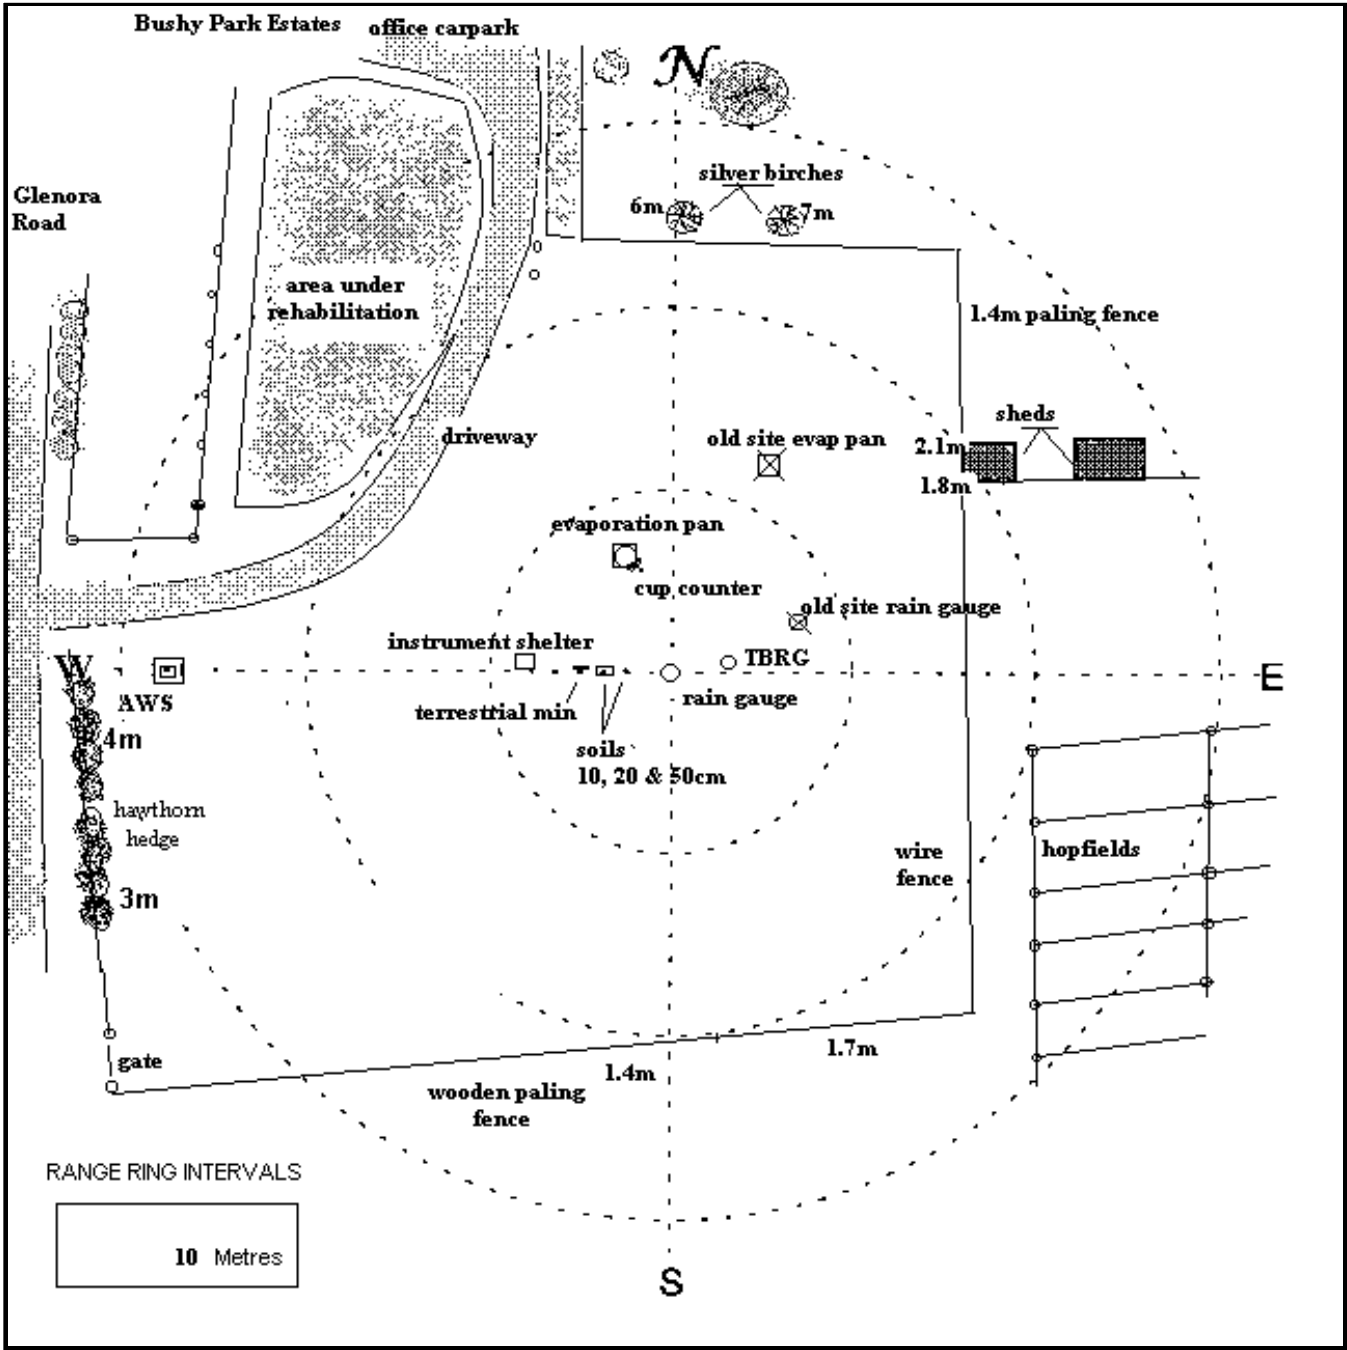 Bushy Park Estates
office carpark
N
silver birches
6m
7m
Glenora
Road
area under
rehabilitation
1.4m paling fence
sheds
driveway
old site evap pan
2.1m
1.8m
evaporation pan
cup counter
old site rain gauge
instrument shelter
TBRG
W
E
AWS
rain gauge
terrestrial min
4m
soils
10, 20 & 50cm
hawthorn
hedge
wire
fence
hopfields
3m
gate
1.7m
1.4m
wooden paling
fence
RANGE RING INTERVALS
10 Metres
S